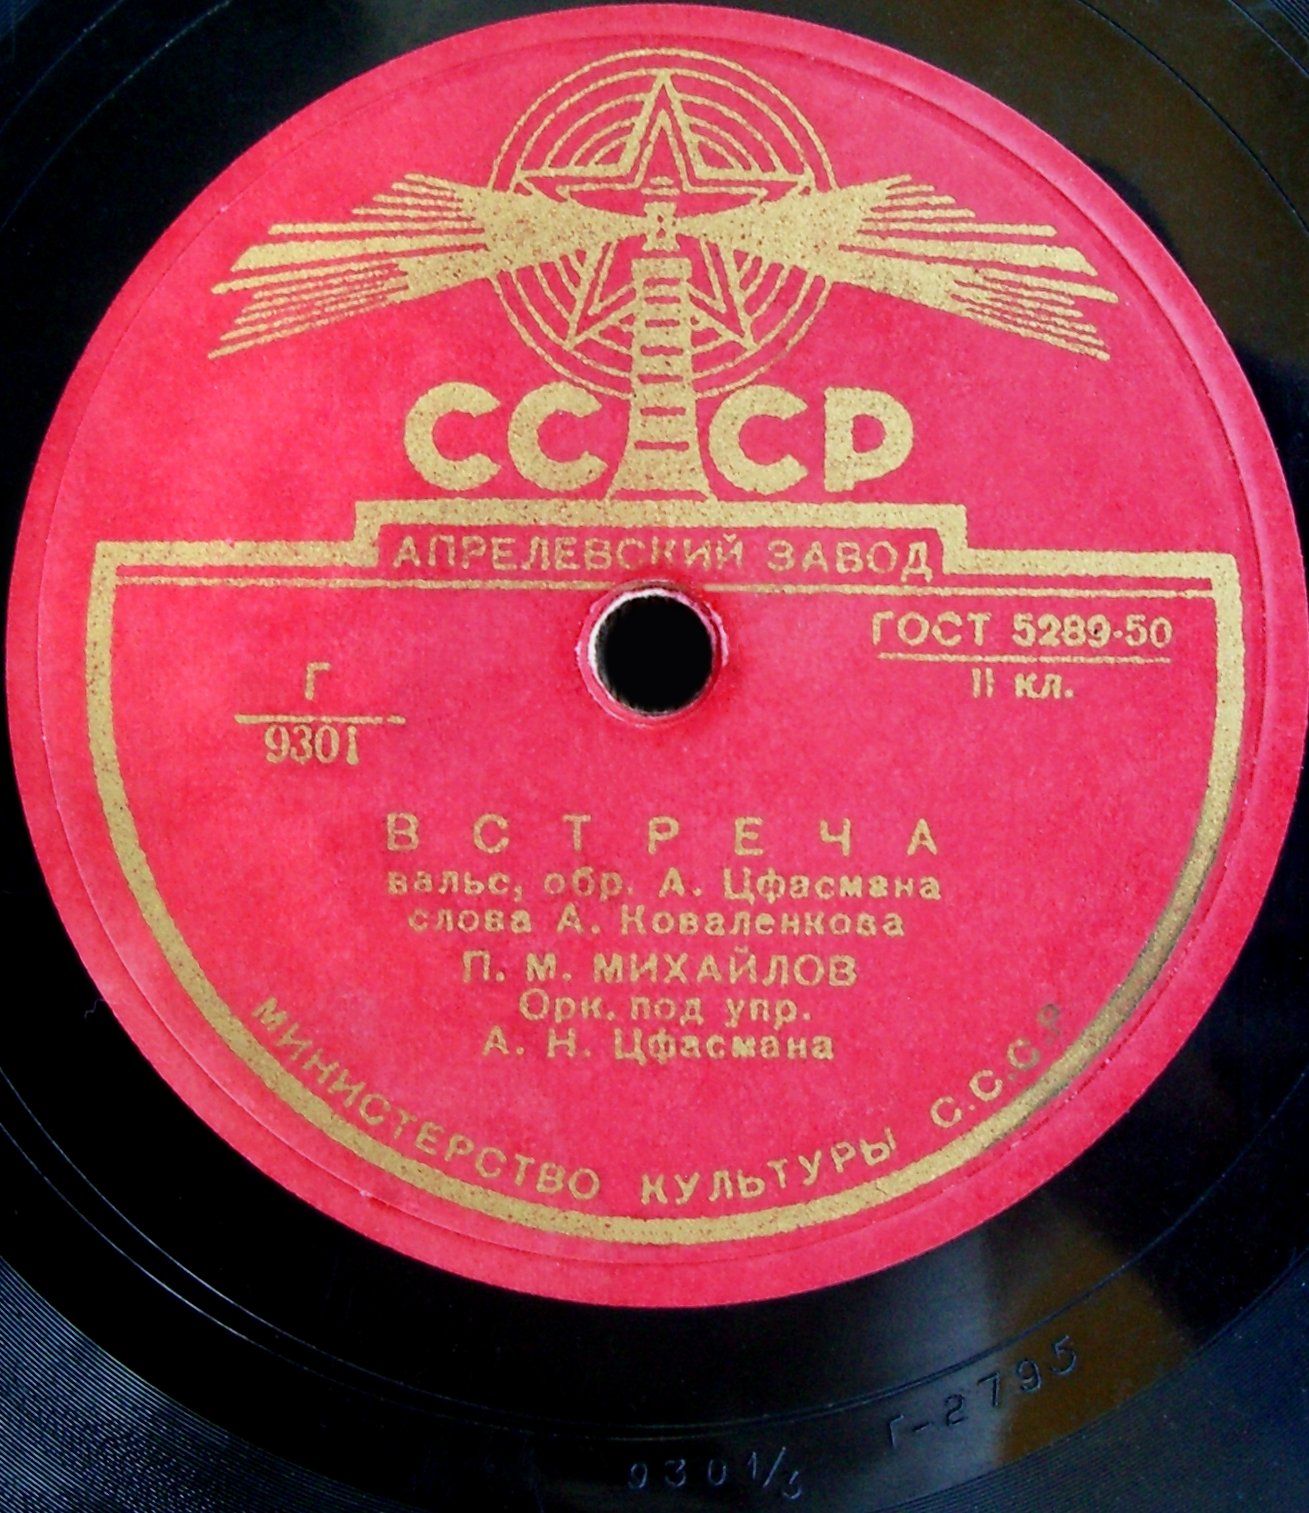 СССР
АПРЕЛЕВСКИЙ ЗАВОД
ГОСТ 5289-50
II кл.
Г
9301
ВСТРЕЧА
вальс, обр. А. Цфасмана
слова А. Коваленкова
П. М. МИХАЙЛОВ
Орк. под упр.
А. Н. Цфасмана
МИНИСТЕРСТВО КУЛЬТУРЫ С.С.С.Р
Г-2795